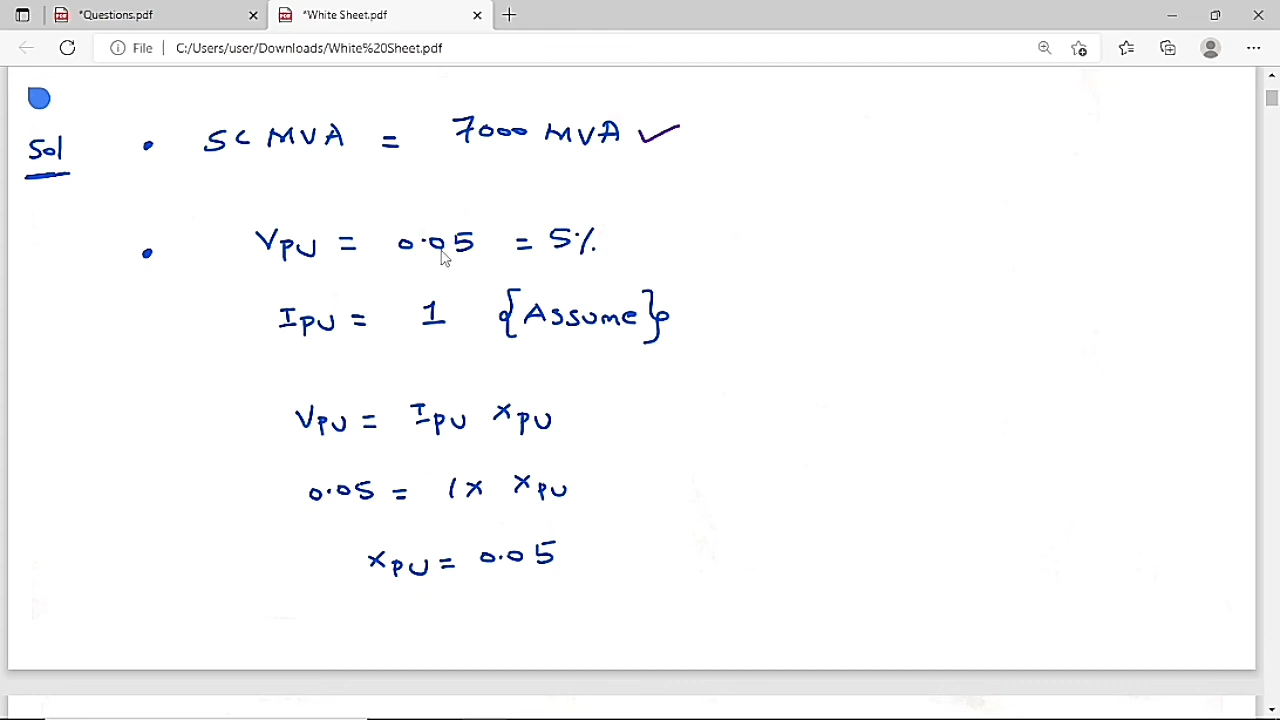 *Questions.pdf
*White Sheet.pdf
File C:/Users/user/Downloads/White%20Sheet.pdf
Sol • SC MVA = 7000 MVA ✓
• VPU = 0.05 = 5%
IPU = 1 {Assume}
VPU = IPU XPU
0.05 = 1 x XPU
XPU = 0.05